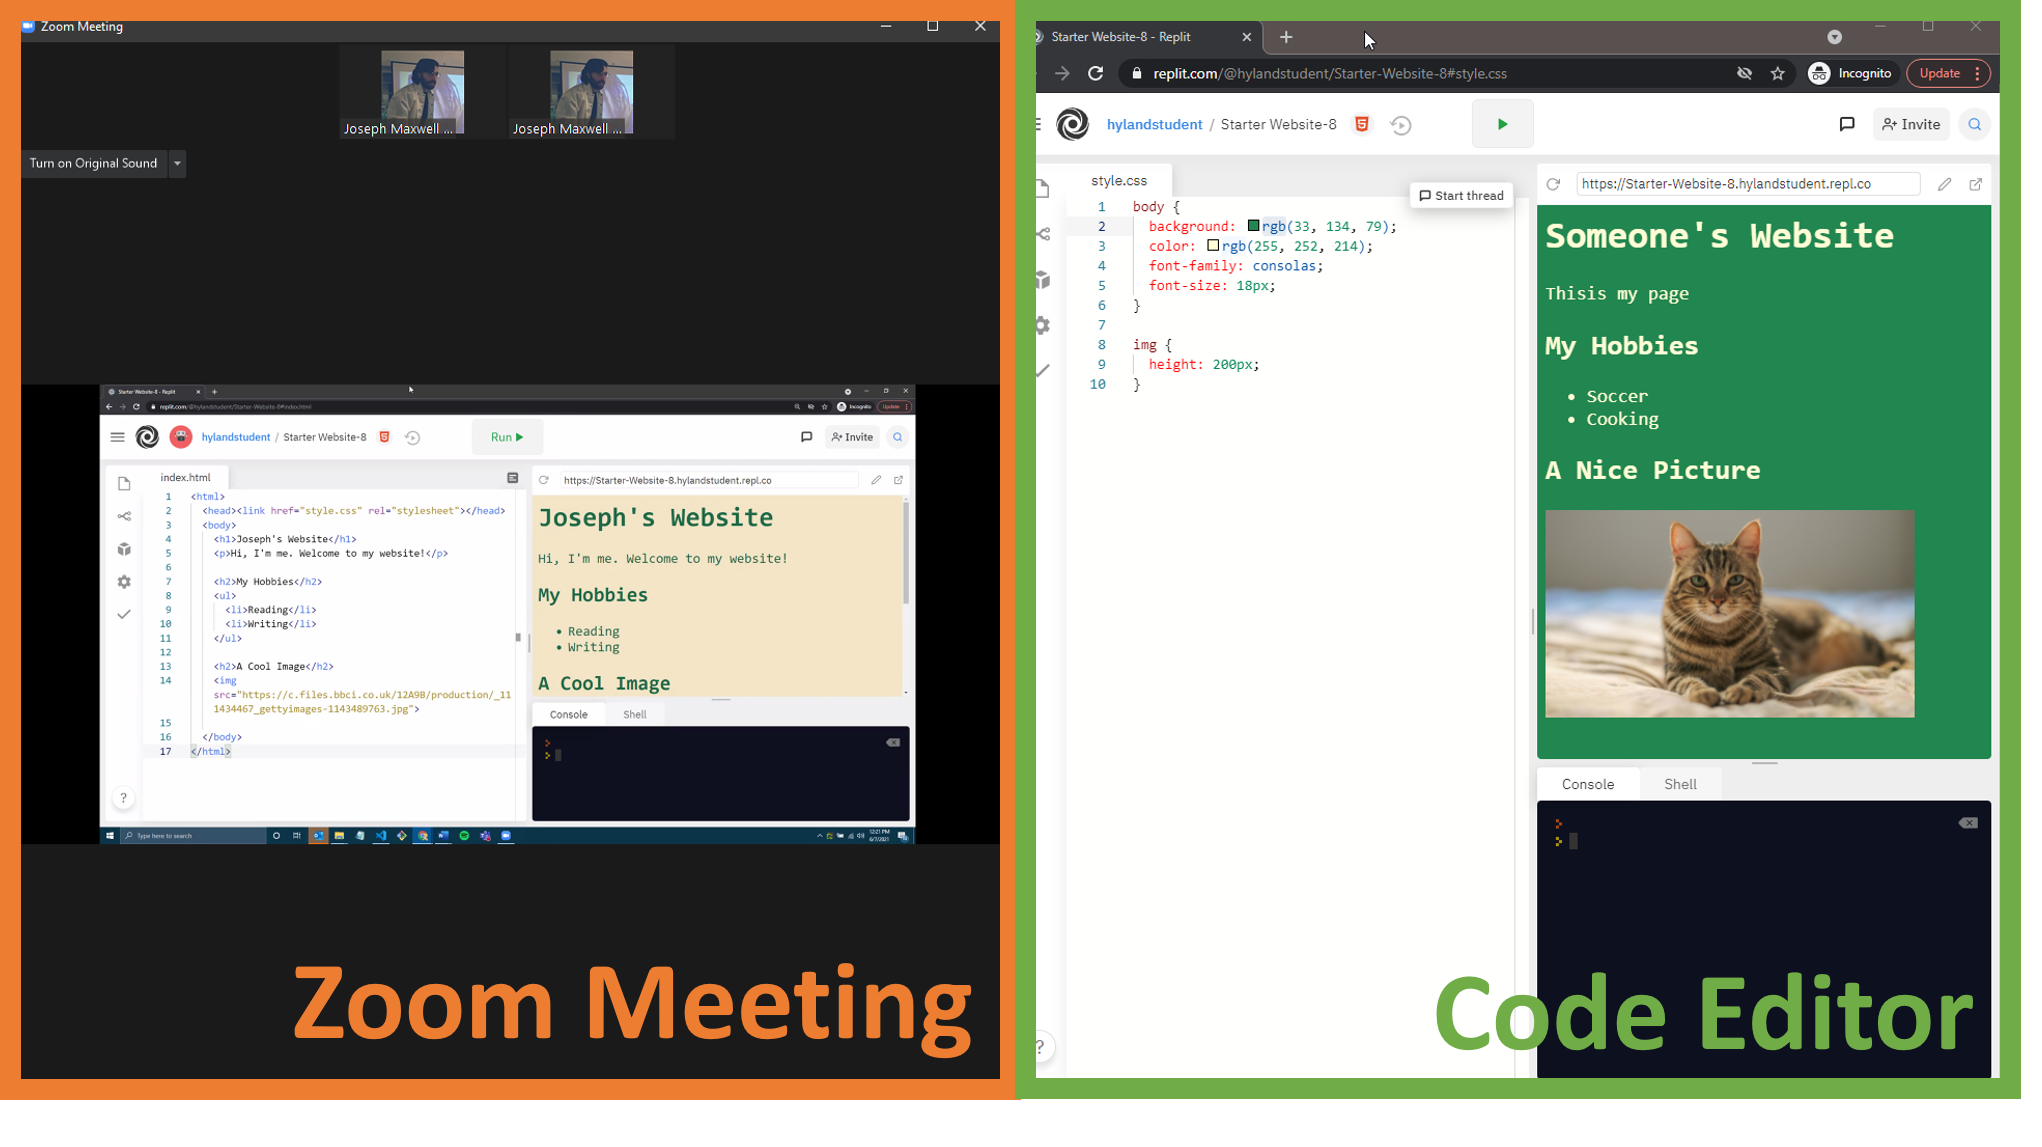 Zoom Meeting
Joseph Maxwell ...
Joseph Maxwell ...
Turn on Original Sound
Starter Website-8 - Replit
replit.com/@hylandstudent/Starter-Website-8#index.html
Incognito
Update
hylandstudent / Starter Website-8
Run
Invite
index.html
1 <html>
2 <head><link href="style.css" rel="stylesheet"></head>
3 <body>
4 <h1>Joseph's Website</h1>
5 <p>Hi, I'm me. Welcome to my website!</p>
6
7 <h2>My Hobbies</h2>
8 <ul>
9 <li>Reading</li>
10 <li>Writing</li>
11 </ul>
12
13 <h2>A Cool Image</h2>
14 <img
src="https://c.files.bbci.co.uk/12A9B/production/_11
1434467_gettyimages-1143489763.jpg">
15
16 </body>
17 </html>
?
https://Starter-Website-8.hylandstudent.repl.co
Joseph's Website
Hi, I'm me. Welcome to my website!
My Hobbies
• Reading
• Writing
A Cool Image
Console
Shell
Type here to search
12:21 PM
6/7/2021
Zoom Meeting
Starter Website-8 - Replit
replit.com/@hylandstudent/Starter-Website-8#style.css
Incognito
Update
hylandstudent / Starter Website-8
Invite
style.css
Start thread
1 body {
2 background: rgb(33, 134, 79);
3 color: rgb(255, 252, 214);
4 font-family: consolas;
5 font-size: 18px;
6 }
7
8 img {
9 height: 200px;
10 }
?
https://Starter-Website-8.hylandstudent.repl.co
Someone's Website
Thisis my page
My Hobbies
• Soccer
• Cooking
A Nice Picture
Console
Shell
Code Editor